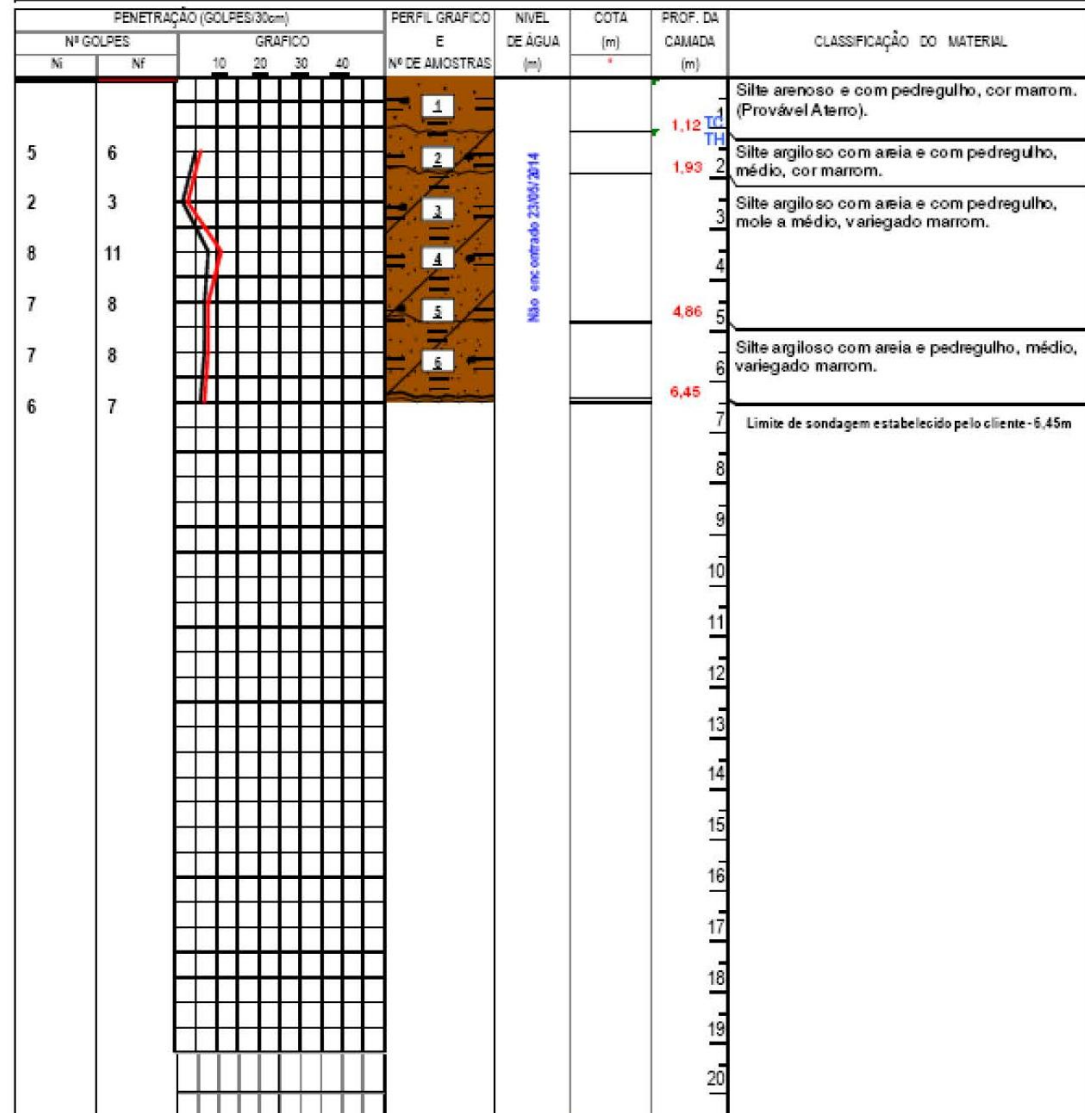 PENETRAÇÃO (GOLPES/30cm)
PERFIL GRAFICO
NIVEL
COTA
PROF. DA
Nº GOLPES
GRAFICO
E
DE ÁGUA
(m)
CAMADA
CLASSIFICAÇÃO DO MATERIAL
Ni
Nf
10 20 30 40
Nº DE AMOSTRAS
(m)
*
(m)
1
1
1,12 TC
TH
Silte arenoso e com pedregulho, cor marrom.
(Provável Aterro).
5
6
2
1,93
2
Silte argiloso com areia e com pedregulho,
médio, cor marrom.
2
3
3
Não encontrado 23/05/2014
3
Silte argiloso com areia e com pedregulho,
mole a médio, variegado marrom.
8
11
4
4
7
8
5
4,86
5
7
8
6
6
Silte argiloso com areia e pedregulho, médio,
variegado marrom.
6
7
6,45
7
Limite de sondagem estabelecido pelo cliente-6,45m
8
9
10
11
12
13
14
15
16
17
18
19
20